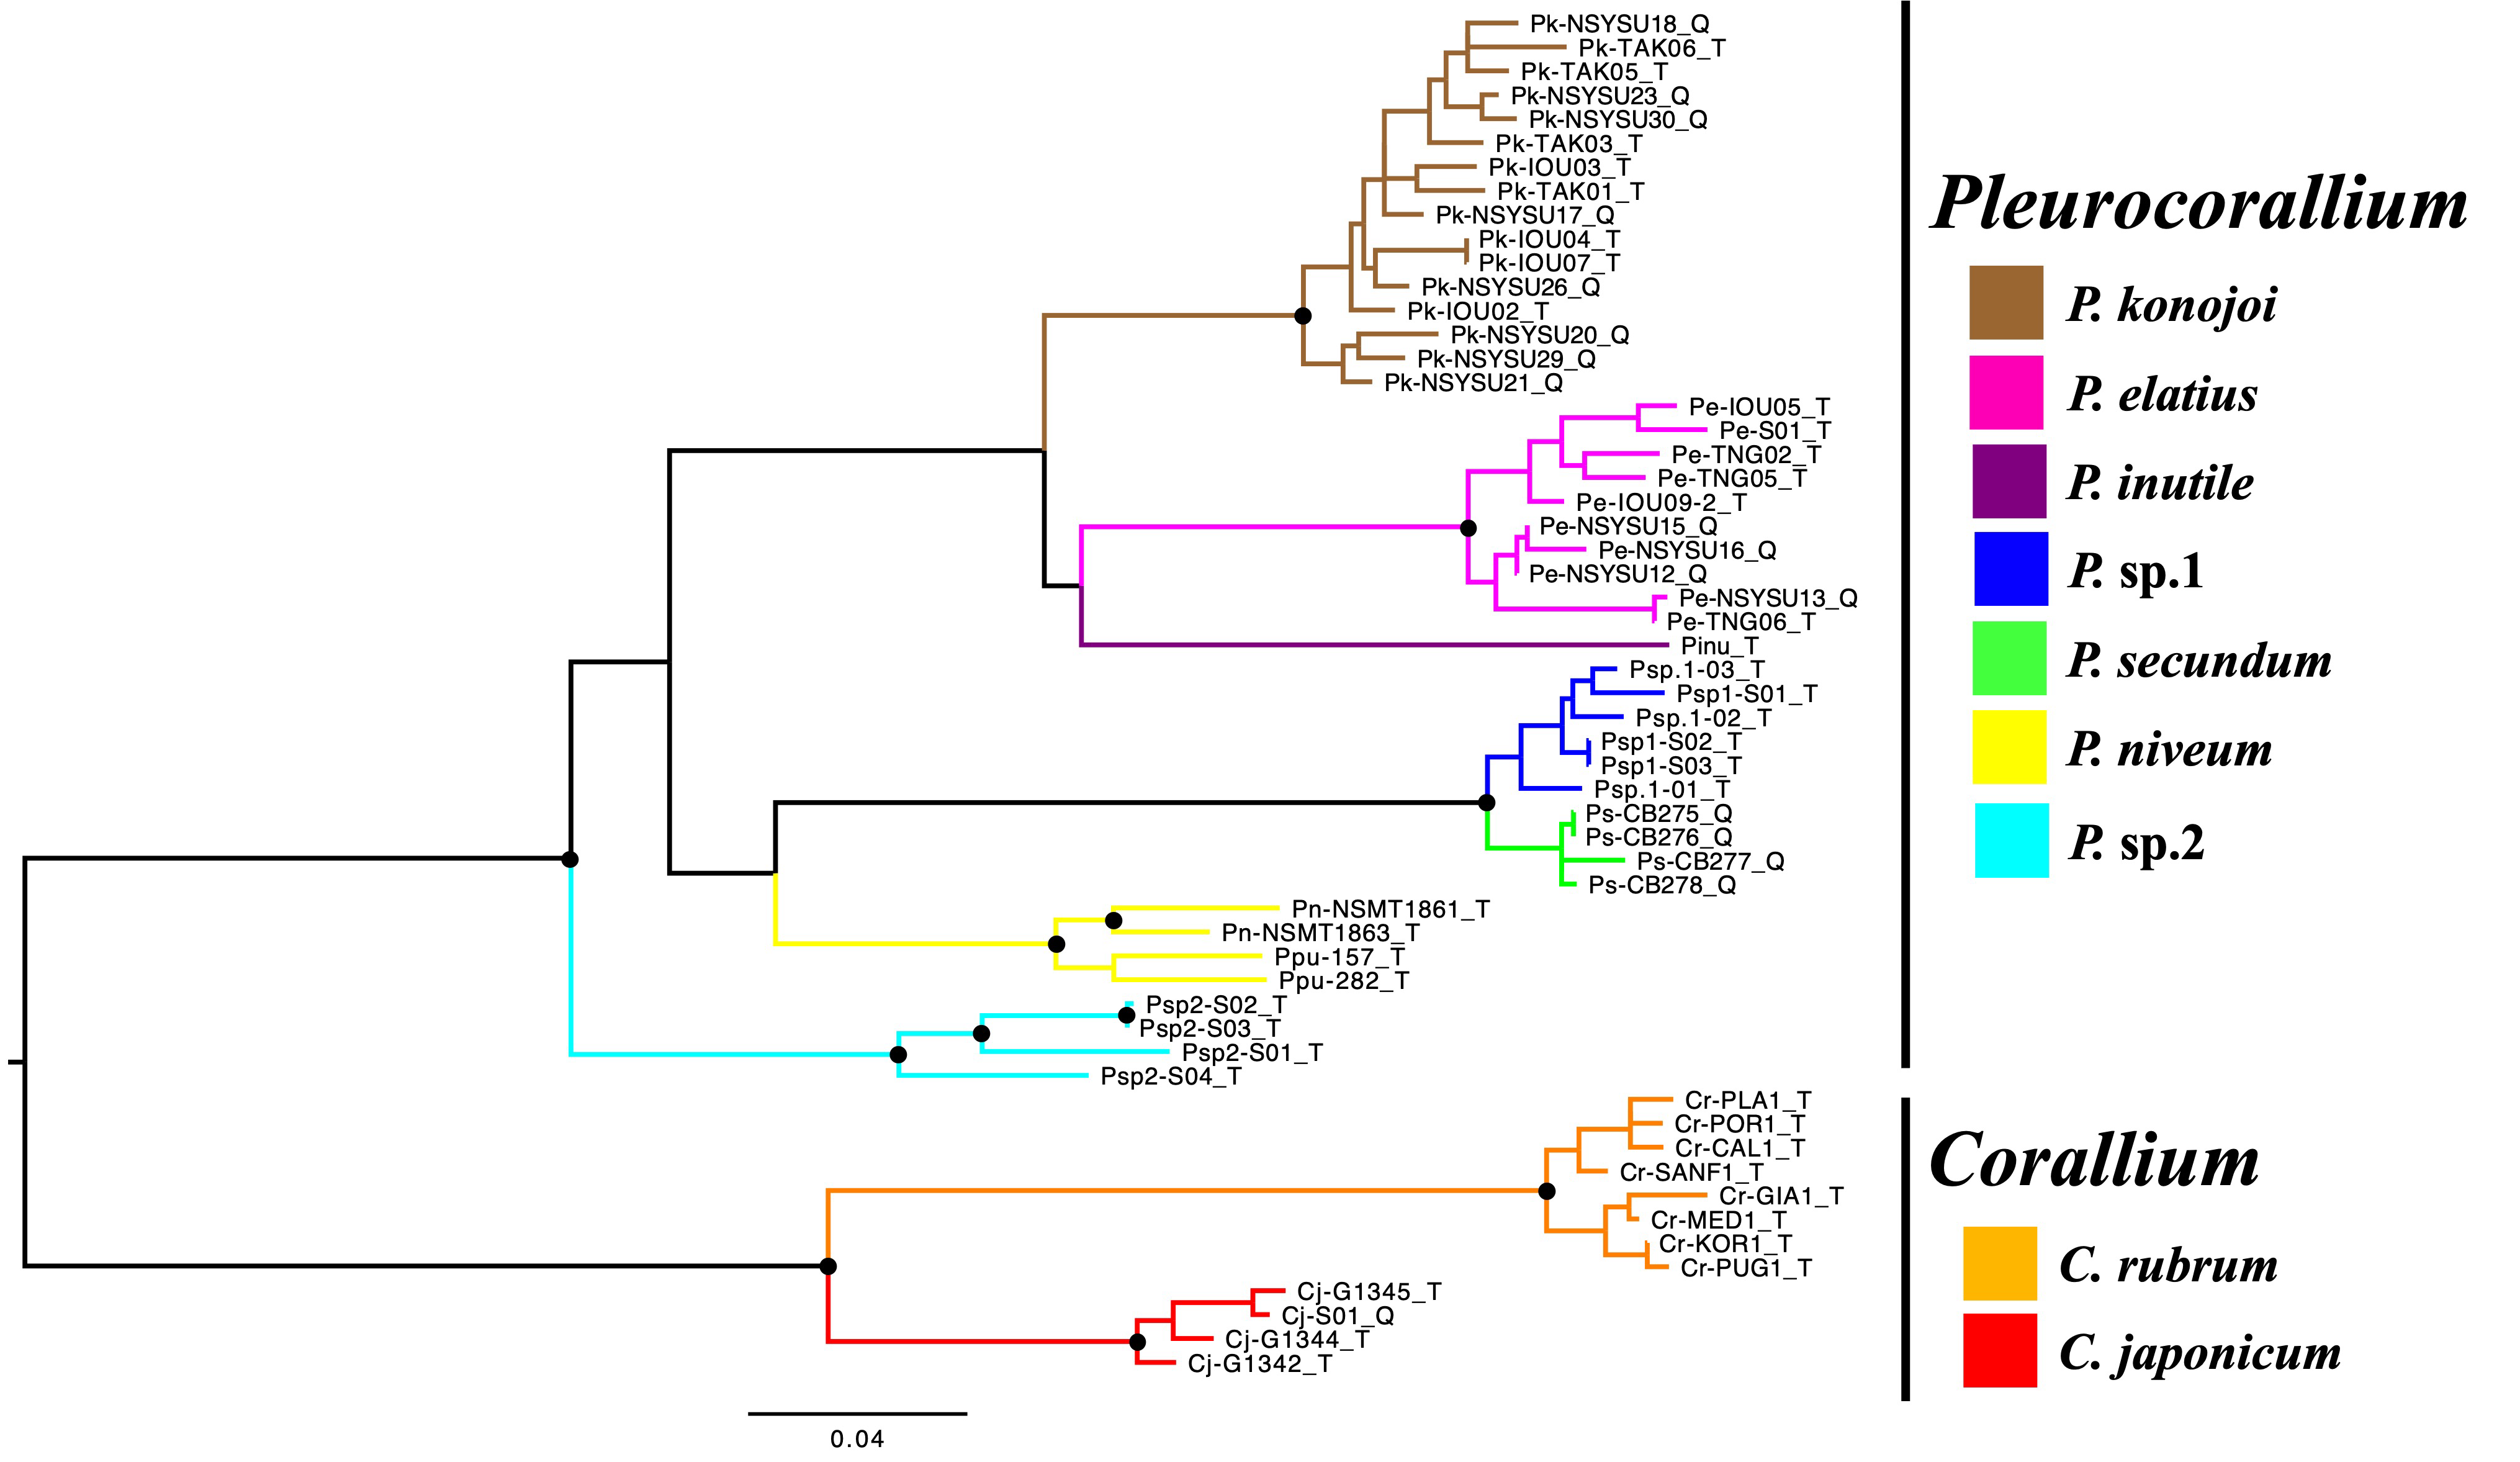 Pk-NSYSU18_Q
Pk-TAK06_T
Pk-TAK05_T
Pk-NSYSU23_Q
Pk-NSYSU30_Q
Pk-TAK03_T
Pk-IOU03_T
Pk-TAK01_T
Pk-NSYSU17_Q
Pk-IOU04_T
Pk-IOU07_T
Pk-NSYSU26_Q
Pk-IOU02_T
Pk-NSYSU20_Q
Pk-NSYSU29_Q
Pk-NSYSU21_Q
Pe-IOU05_T
Pe-S01_T
Pe-TNG02_T
Pe-TNG05_T
Pe-IOU09-2_T
Pe-NSYSU15_Q
Pe-NSYSU16_Q
Pe-NSYSU12_Q
Pe-NSYSU13_Q
Pe-TNG06_T
Pinu_T
Psp.1-03_T
Psp1-S01_T
Psp.1-02_T
Psp1-S02_T
Psp1-S03_T
Psp.1-01_T
Ps-CB275_Q
Ps-CB276_Q
Ps-CB277_Q
Ps-CB278_Q
Pn-NSMT1861_T
Pn-NSMT1863_T
Ppu-157_T
Ppu-282_T
Psp2-S02_T
Psp2-S03_T
Psp2-S01_T
Psp2-S04_T
Cr-PLA1_T
Cr-POR1_T
Cr-CAL1_T
Cr-SANF1_T
Cr-GIA1_T
Cr-MED1_T
Cr-KOR1_T
Cr-PUG1_T
Cj-G1345_T
Cj-S01_Q
Cj-G1344_T
Cj-G1342_T
0.04
Pleurocorallium
P. konojoi
P. elatius
P. inutile
P. sp.1
P. secundum
P. niveum
P. sp.2
Corallium
C. rubrum
C. japonicum